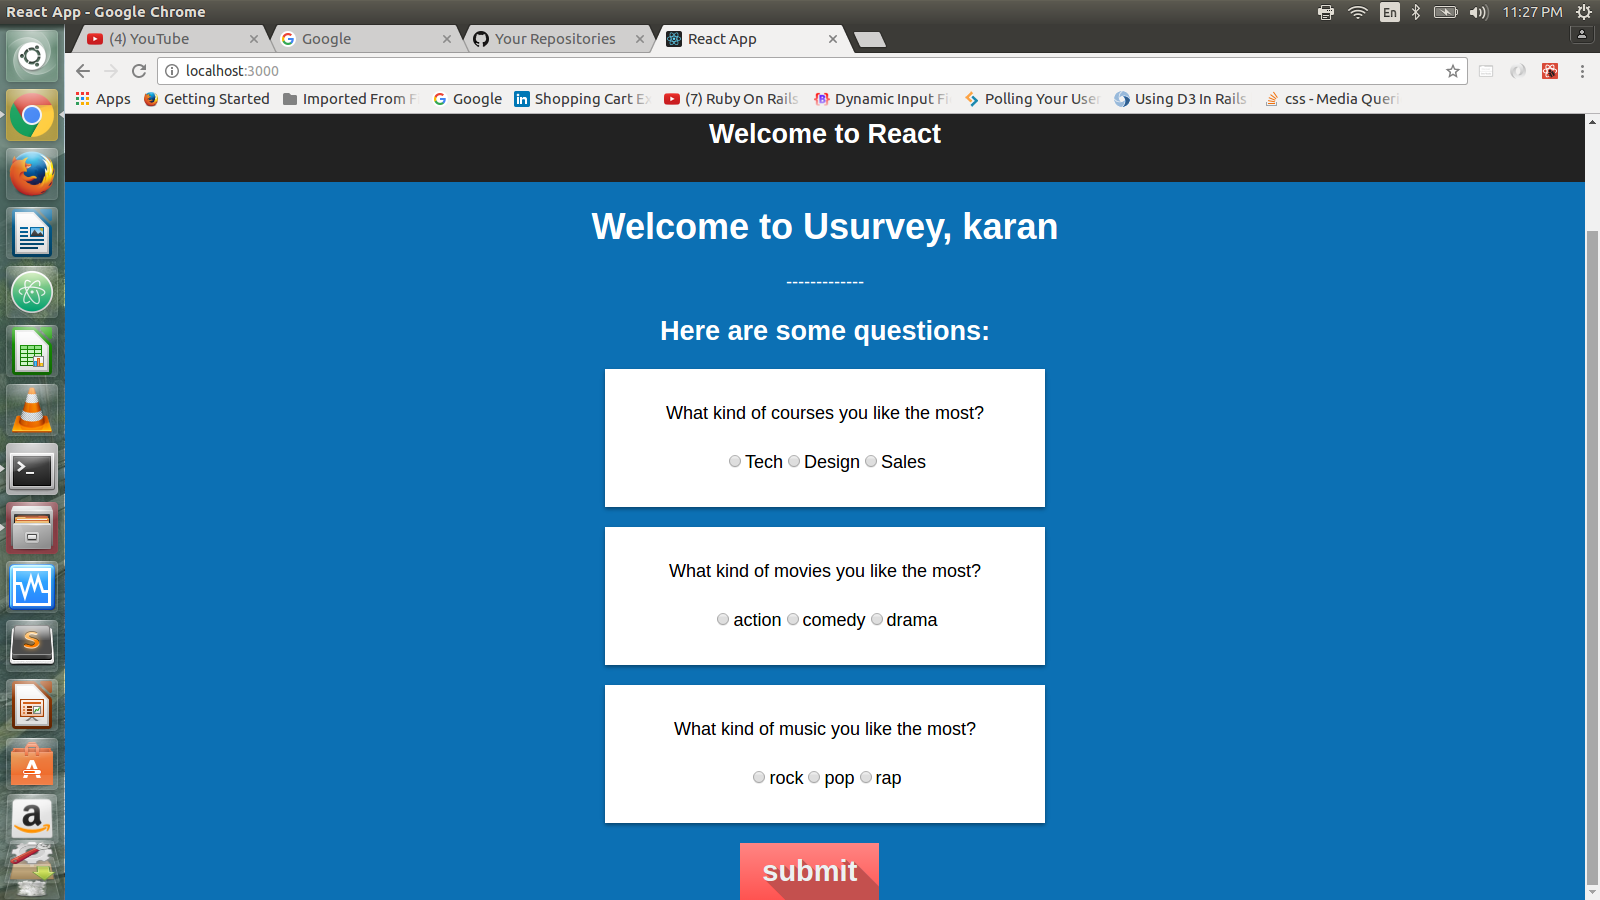 React App - Google Chrome
En
11:27 PM
(4) YouTube
Google
Your Repositories
React App
localhost:3000
Apps
Getting Started
Imported From F
Google
Shopping Cart Ex
(7) Ruby On Rails
Dynamic Input Fi
Polling Your User
Using D3 In Rails
css - Media Queri
Welcome to React
Welcome to Usurvey, karan
-------------
Here are some questions:
What kind of courses you like the most?
Tech Design Sales
What kind of movies you like the most?
action comedy drama
What kind of music you like the most?
rock pop rap
submit